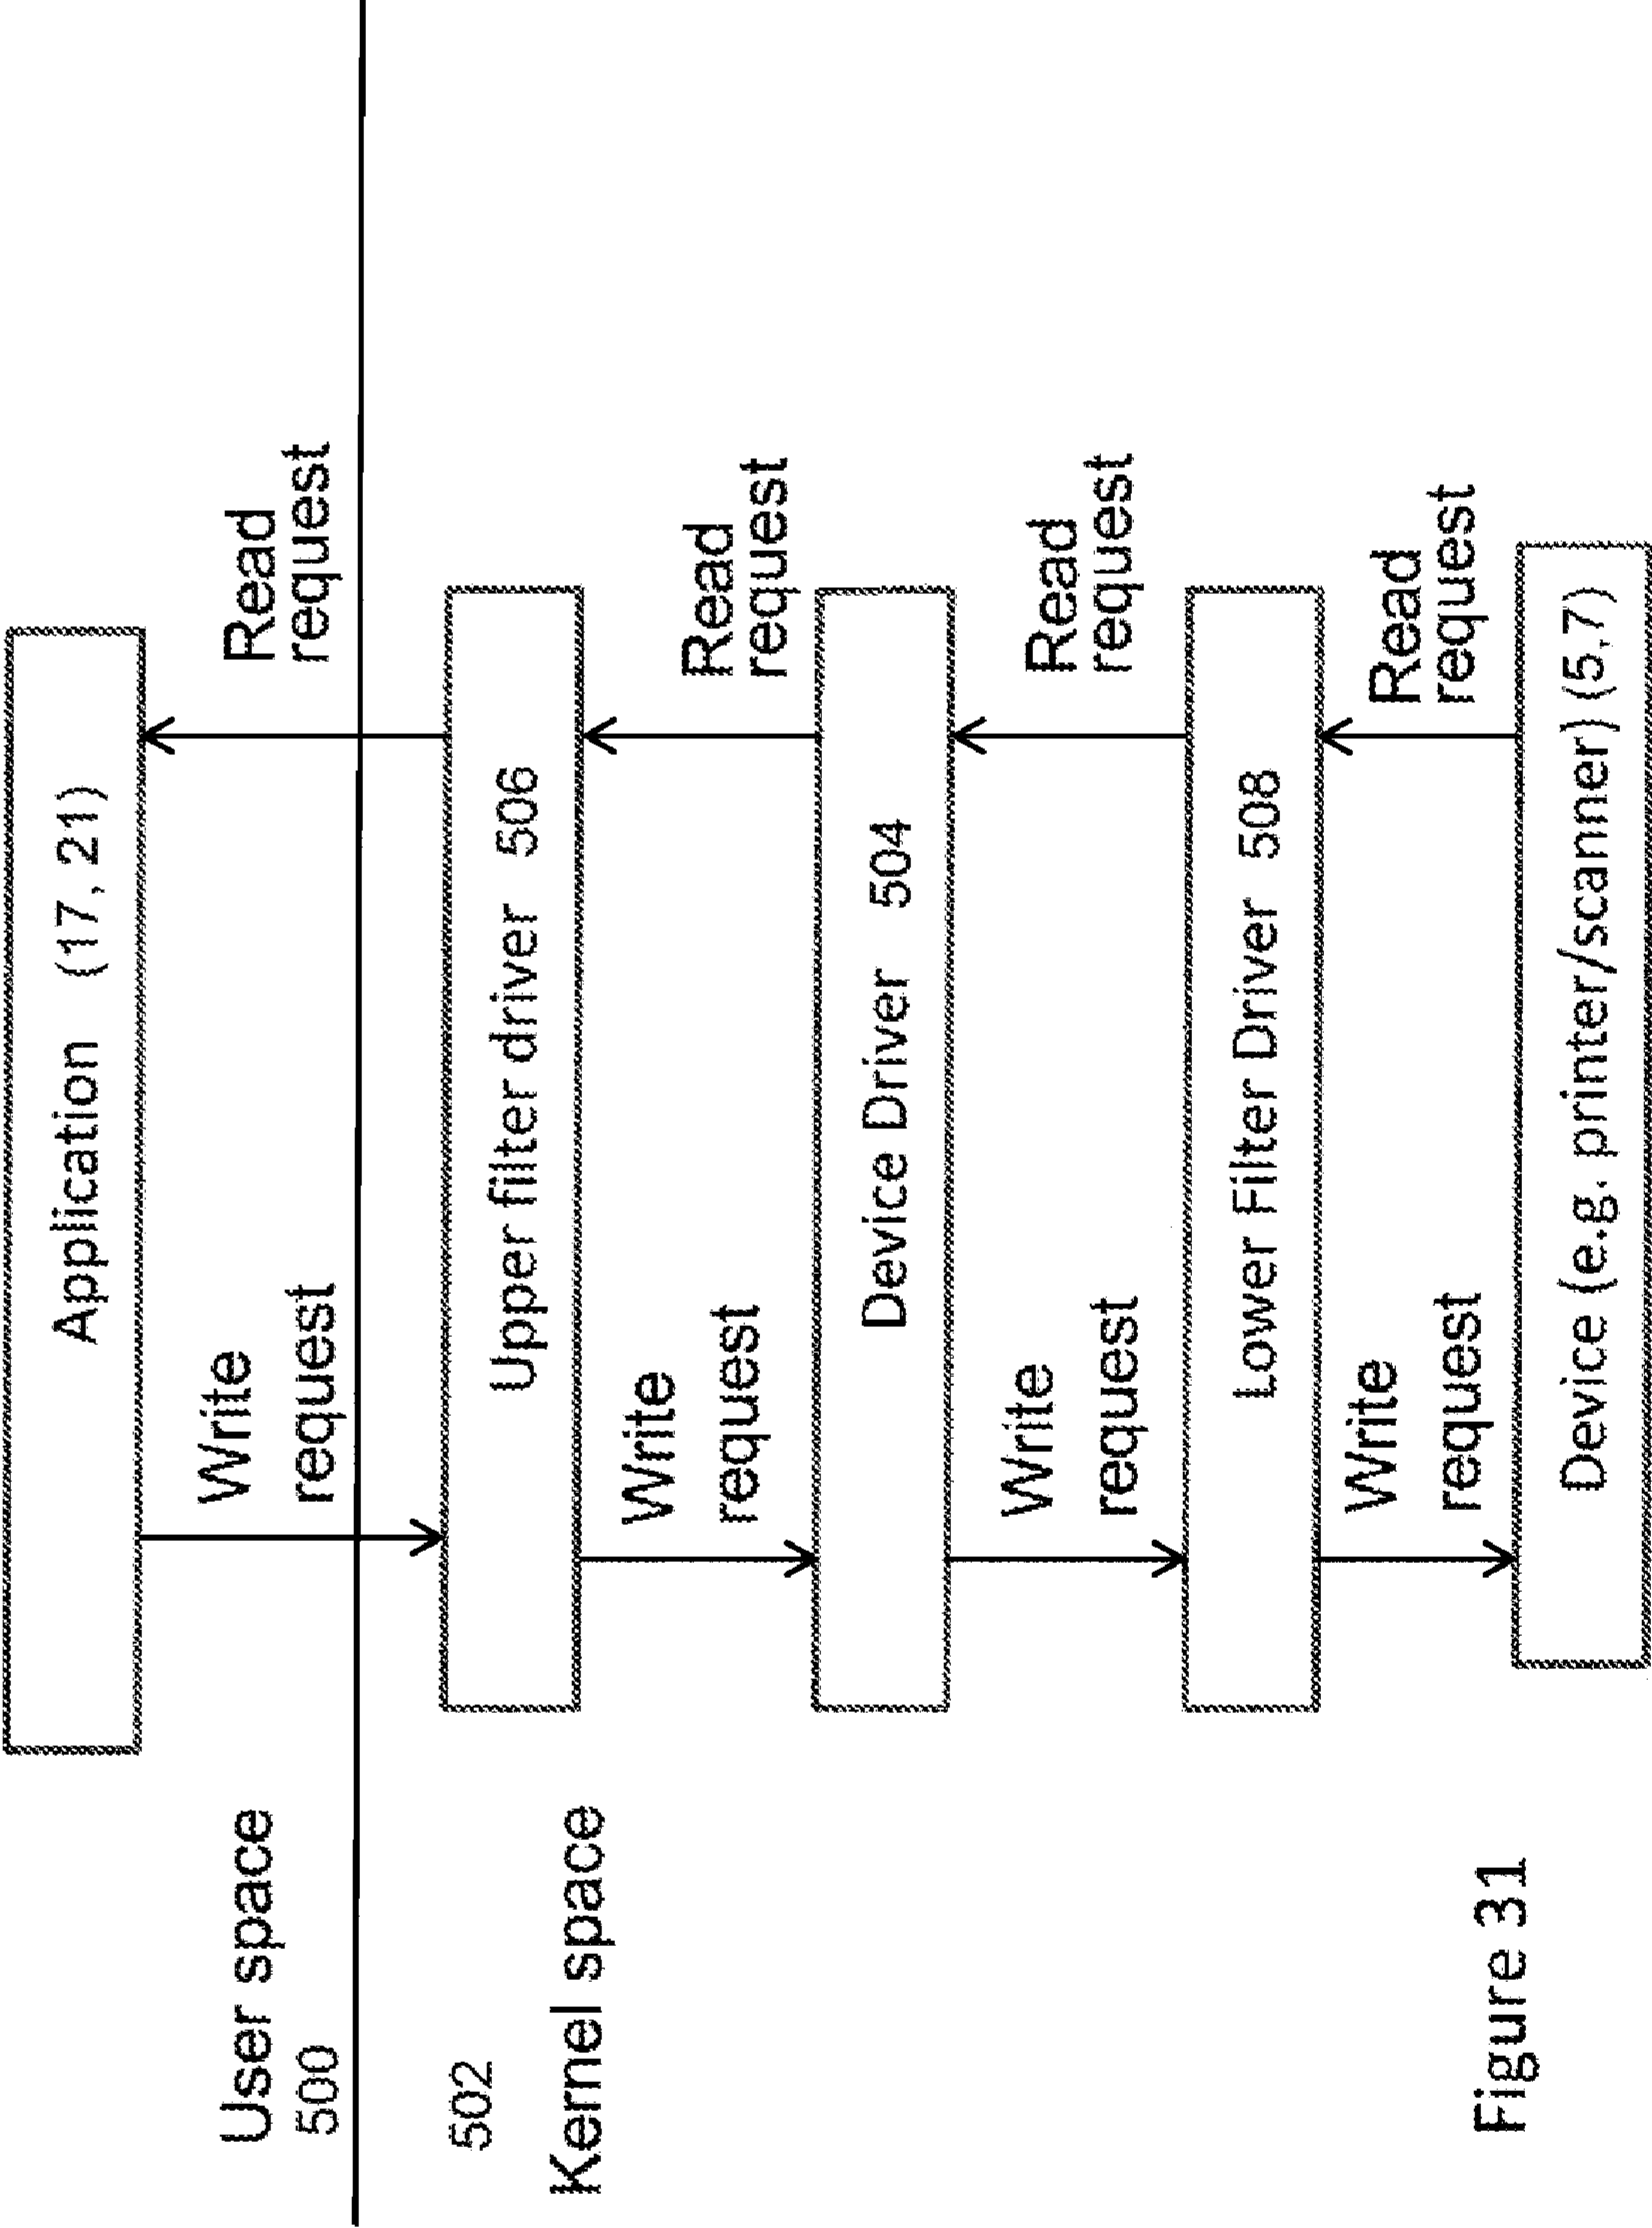 Application (17, 21)
Write
request
Read
request
User space
500
502
Kernel space
Upper filter driver 506
Write
request
Read
request
Device Driver 504
Write
request
Read
request
Lower Filter Driver 508
Write
request
Read
request
Device (e.g. printer/scanner) (5,7)
Figure 31